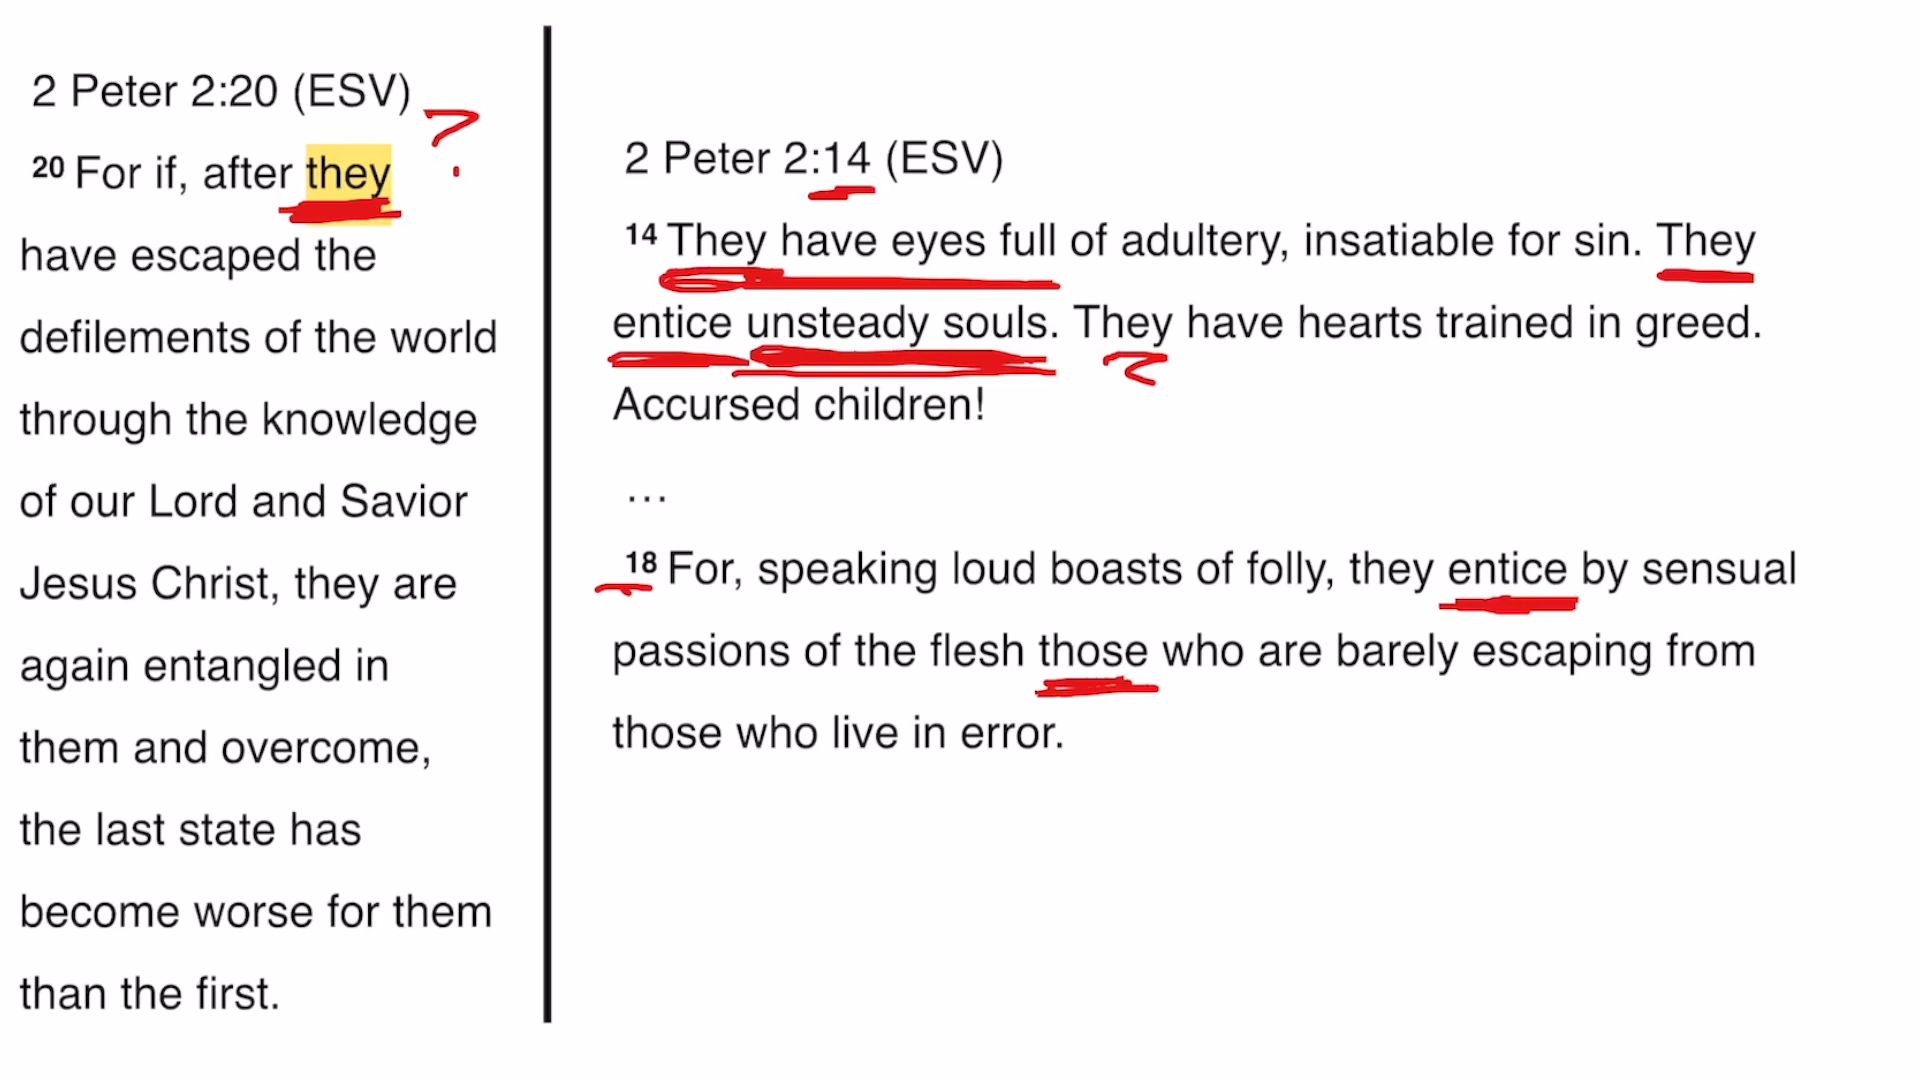 2 Peter 2:20 (ESV)
?
20 For if, after they
have escaped the
defilements of the world
through the knowledge
of our Lord and Savior
Jesus Christ, they are
again entangled in
them and overcome,
the last state has
become worse for them
than the first.
2 Peter 2:14 (ESV)
14 They have eyes full of adultery, insatiable for sin. They
entice unsteady souls. They have hearts trained in greed.
Accursed children!
…
18 For, speaking loud boasts of folly, they entice by sensual
passions of the flesh those who are barely escaping from
those who live in error.